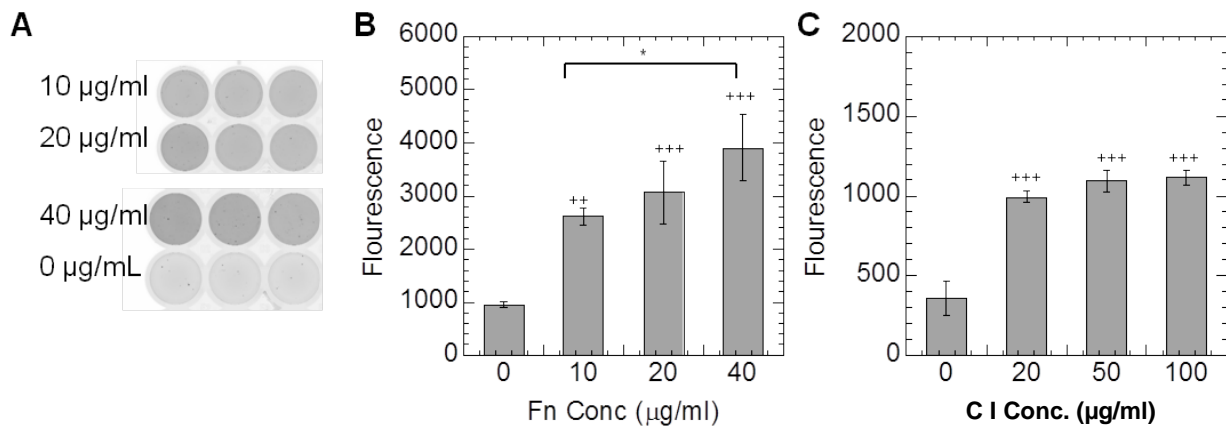 A
10 µg/ml
20 µg/ml
40 µg/ml
0 µg/mL
B
Flourescence
6000
5000
4000
3000
2000
1000
0
*
++
+++
+++
0 10 20 40
Fn Conc (µg/ml)
C
Flourescence
2000
1500
1000
500
0
+++
+++
+++
0 20 50 100
C I Conc. (µg/ml)